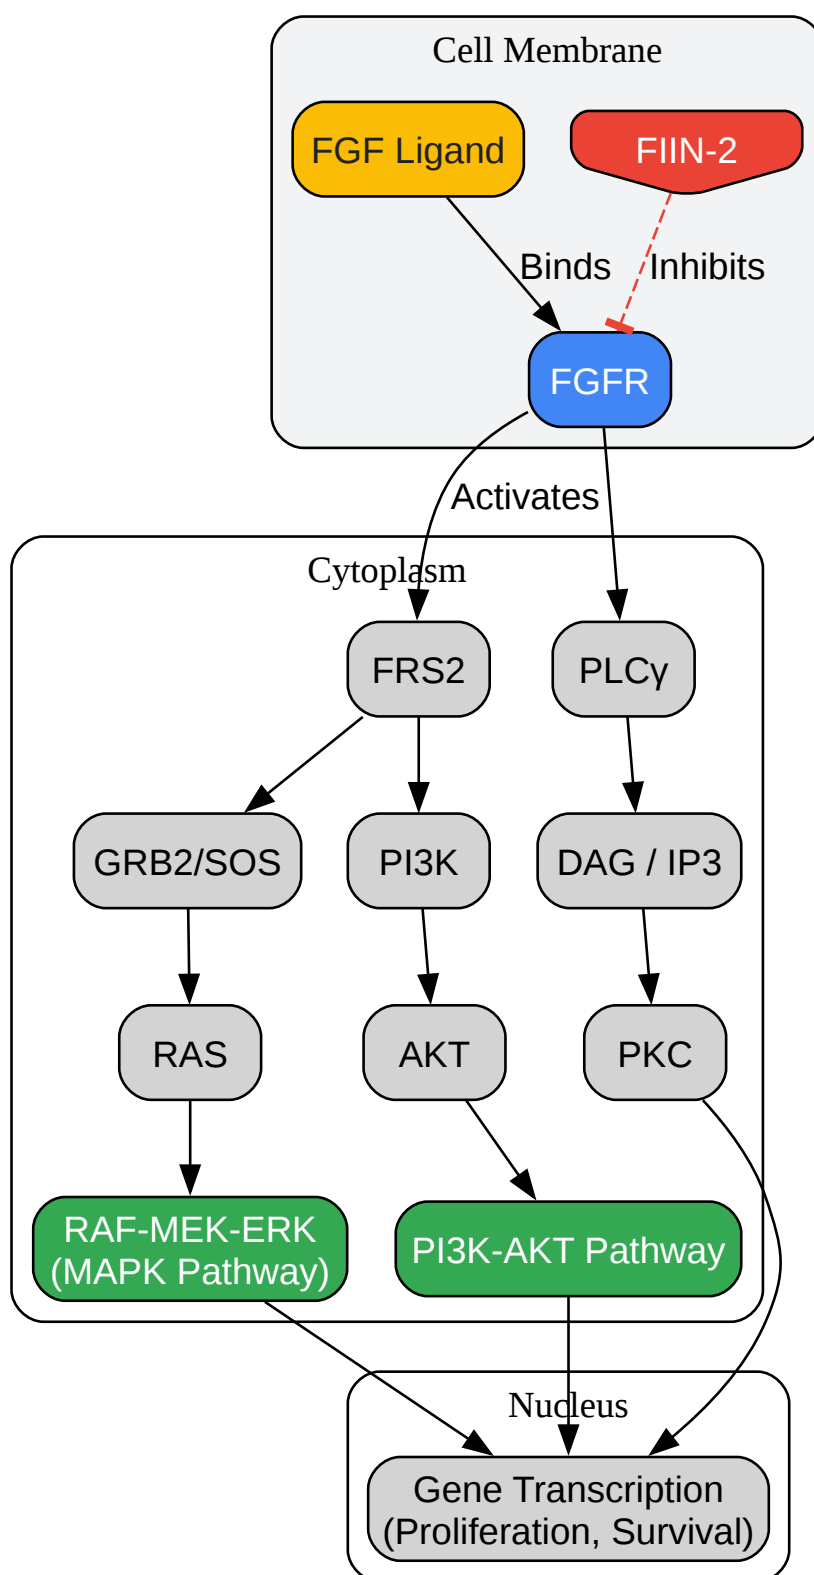 Cell Membrane
FGF Ligand
FIIN-2
Binds
Inhibits
FGFR
Activates
Cytoplasm
FRS2
PLCγ
GRB2/SOS
PI3K
DAG / IP3
RAS
AKT
PKC
RAF-MEK-ERK
(MAPK Pathway)
PI3K-AKT Pathway
Nucleus
Gene Transcription
(Proliferation, Survival)